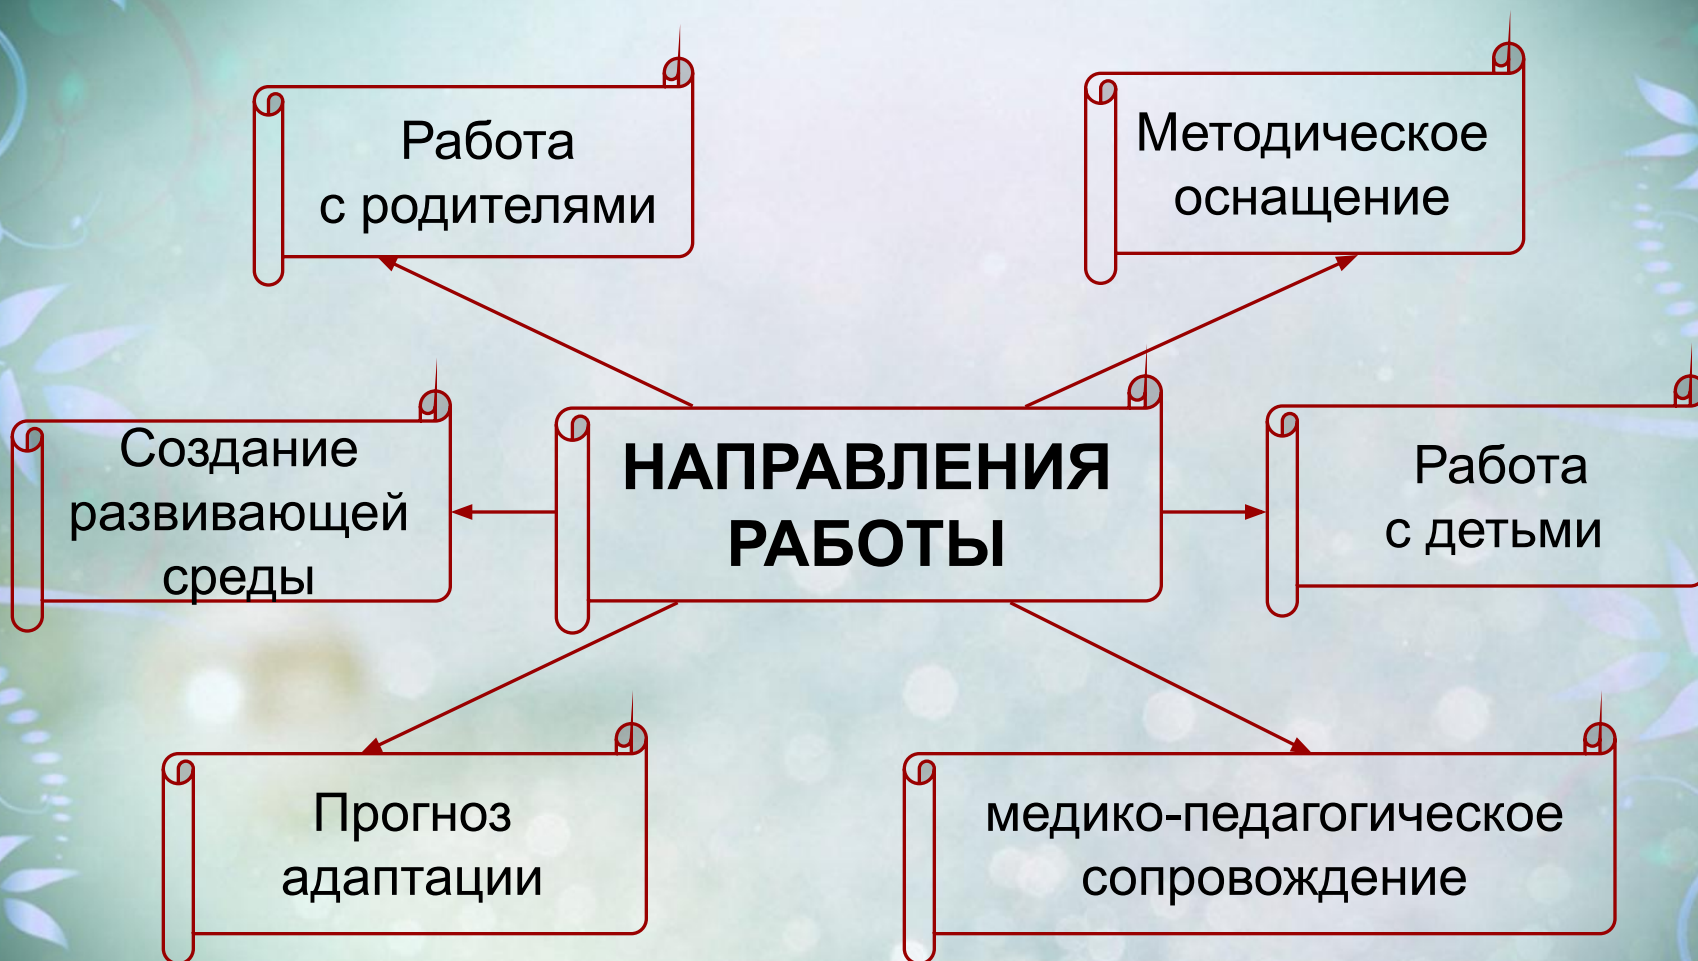 Работа
с родителями
Методическое
оснащение
Создание
развивающей
среды
НАПРАВЛЕНИЯ
РАБОТЫ
Работа
с детьми
Прогноз
адаптации
медико-педагогическое
сопровождение